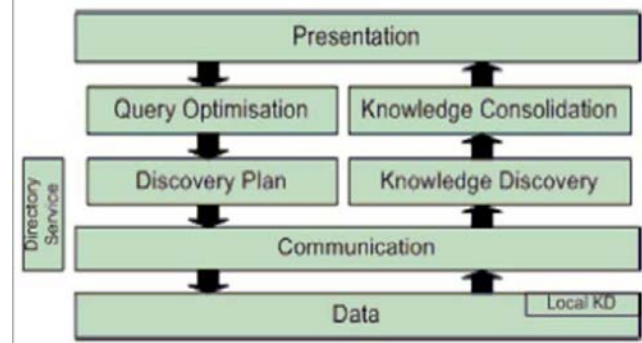 Presentation
Query Optimisation
Knowledge Consolidation
Directory
Service
Discovery Plan
Knowledge Discovery
Communication
Local KD
Data